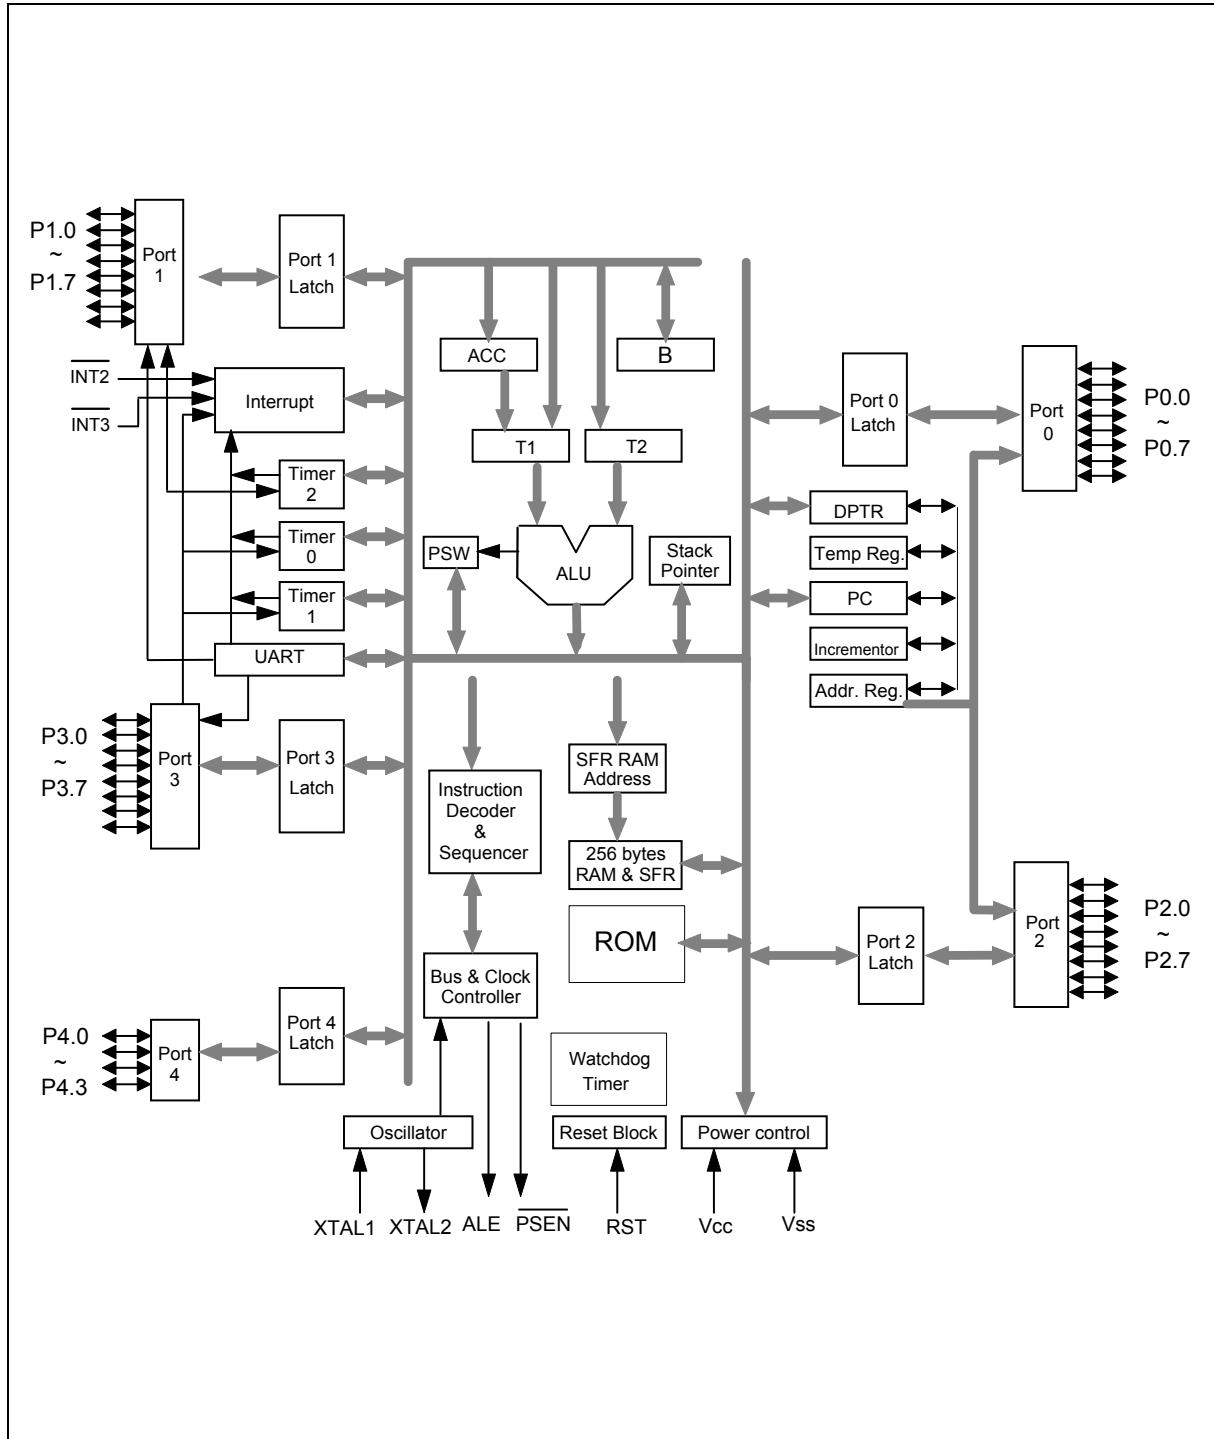 P1.0
~
P1.7
Port
1
Port 1
Latch
INT2
INT3
Interrupt
Timer
2
Timer
0
Timer
1
UART
P3.0
~
P3.7
Port
3
Port 3
Latch
P4.0
~
P4.3
Port
4
Port 4
Latch
ACC
B
T1
T2
PSW
ALU
Stack
Pointer
Instruction
Decoder
&
Sequencer
SFR RAM
Address
256 bytes
RAM & SFR
ROM
Bus & Clock
Controller
Watchdog
Timer
Oscillator
Reset Block
Power control
XTAL1
XTAL2
ALE
PSEN
RST
Vcc
Vss
Port 0
Latch
Port
0
P0.0
~
P0.7
DPTR
Temp Reg.
PC
Incrementor
Addr. Reg.
Port 2
Latch
Port
2
P2.0
~
P2.7